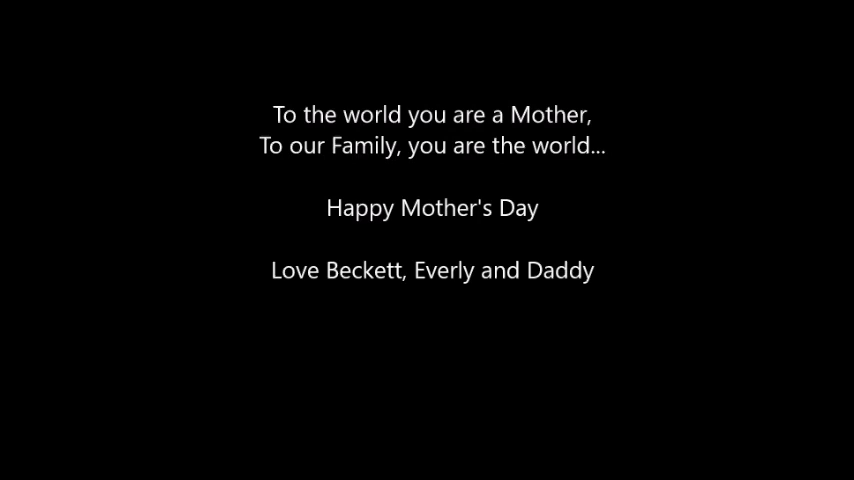 To the world you are a Mother,
To our Family, you are the world...
Happy Mother's Day
Love Beckett, Everly and Daddy